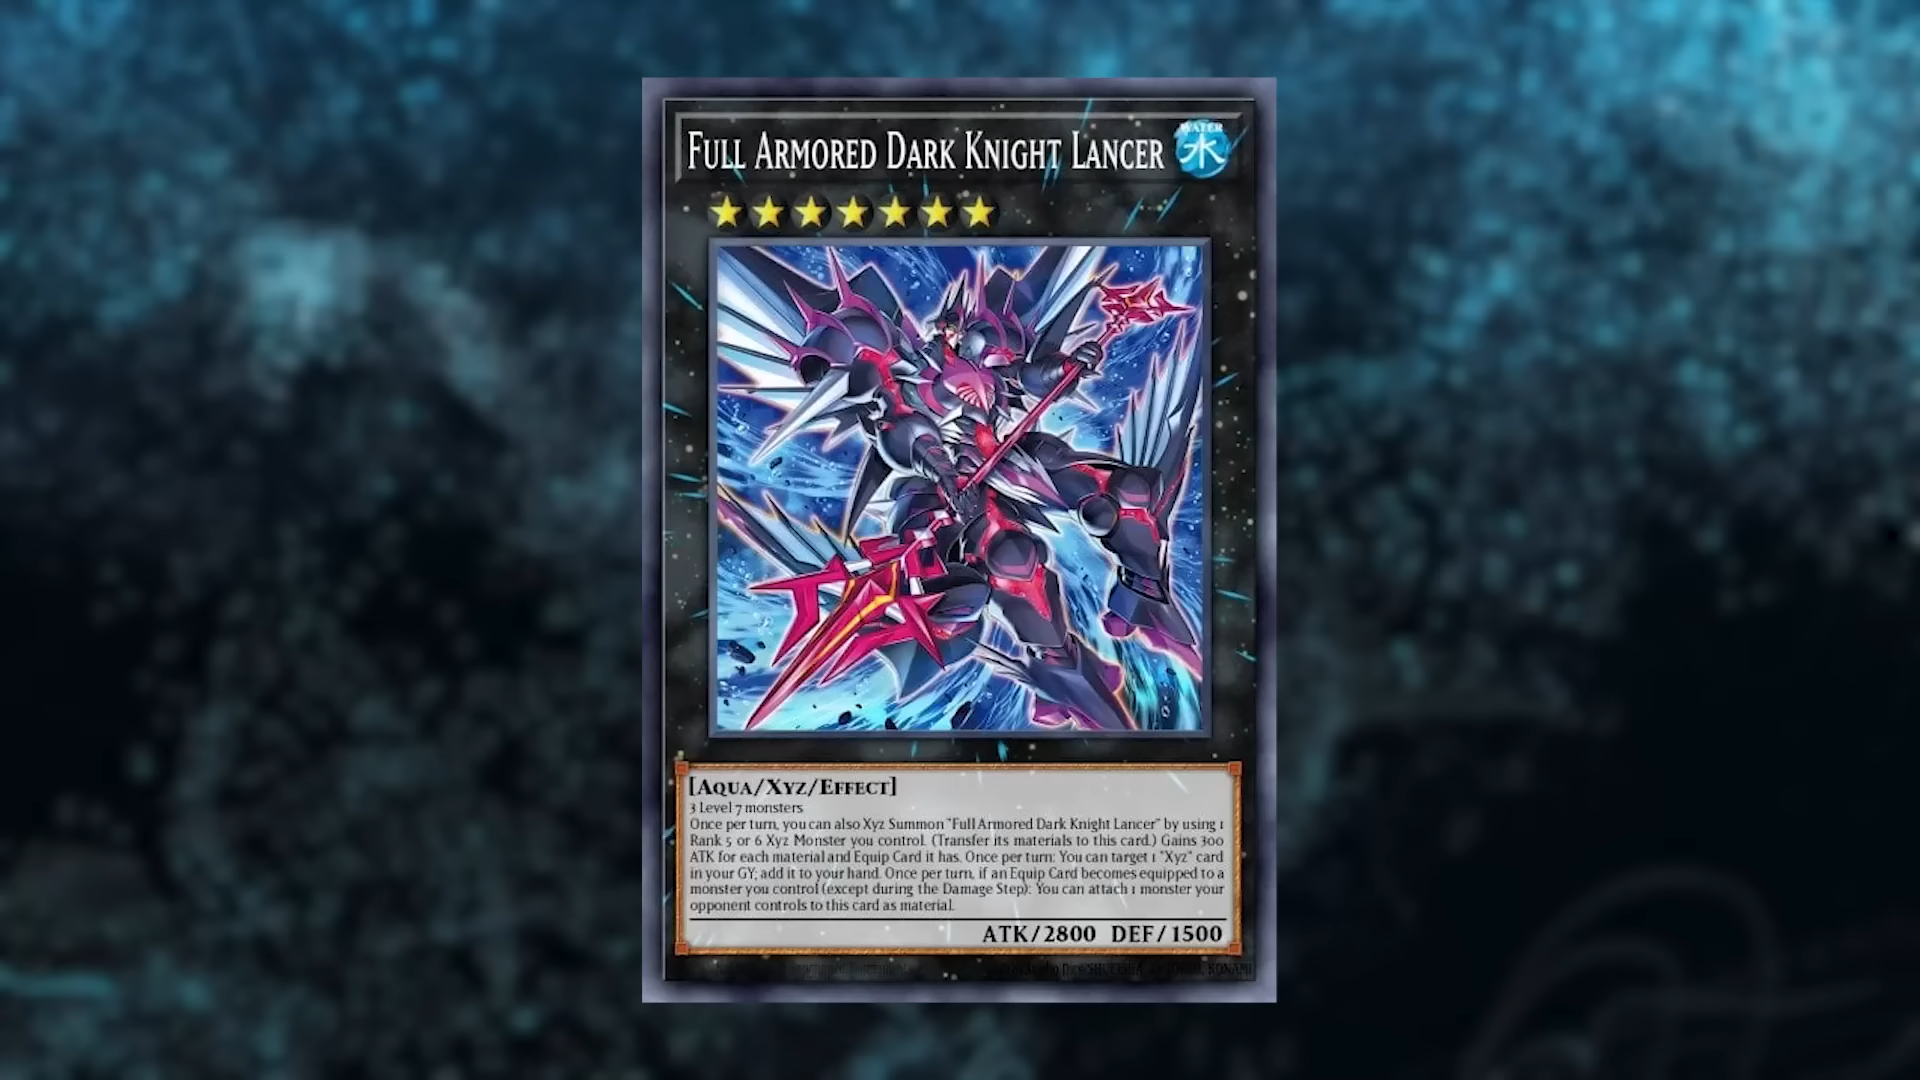 FULL ARMORED DARK KNIGHT LANCER
WATER
水
[AQUA/XYZ/EFFECT]
3 Level 7 monsters
Once per turn, you can also Xyz Summon "Full Armored Dark Knight Lancer" by using 1
Rank 5 or 6 Xyz Monster you control. (Transfer its materials to this card.) Gains 300
ATK for each material and Equip Card it has. Once per turn: You can target 1 "Xyz" card
in your GY; add it to your hand. Once per turn, if an Equip Card becomes equipped to a
monster you control (except during the Damage Step): You can attach 1 monster your
opponent controls to this card as material.
ATK/2800 DEF/1500
KONAMI